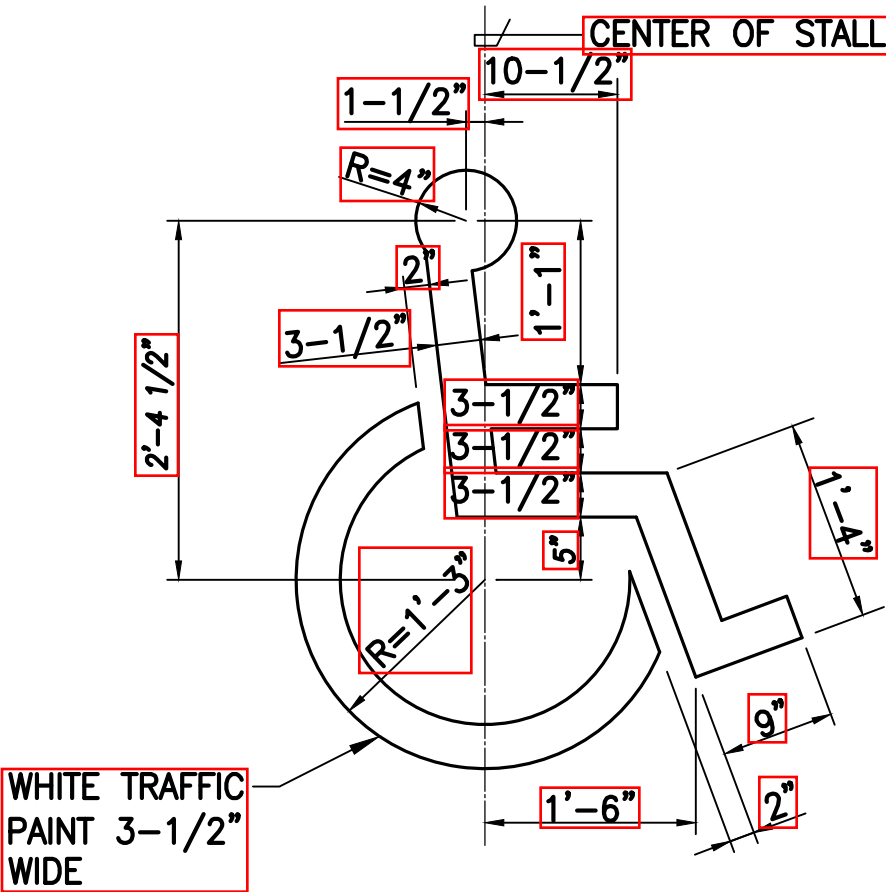 CENTER OF STALL
10-1/2"
1-1/2"
R=4"
2"
1'-1"
3-1/2"
2'-4 1/2"
3-1/2"
3-1/2"
3-1/2"
1'-4"
5"
R=1'-3"
9"
WHITE TRAFFIC
PAINT 3-1/2"
WIDE
1'-6"
2"